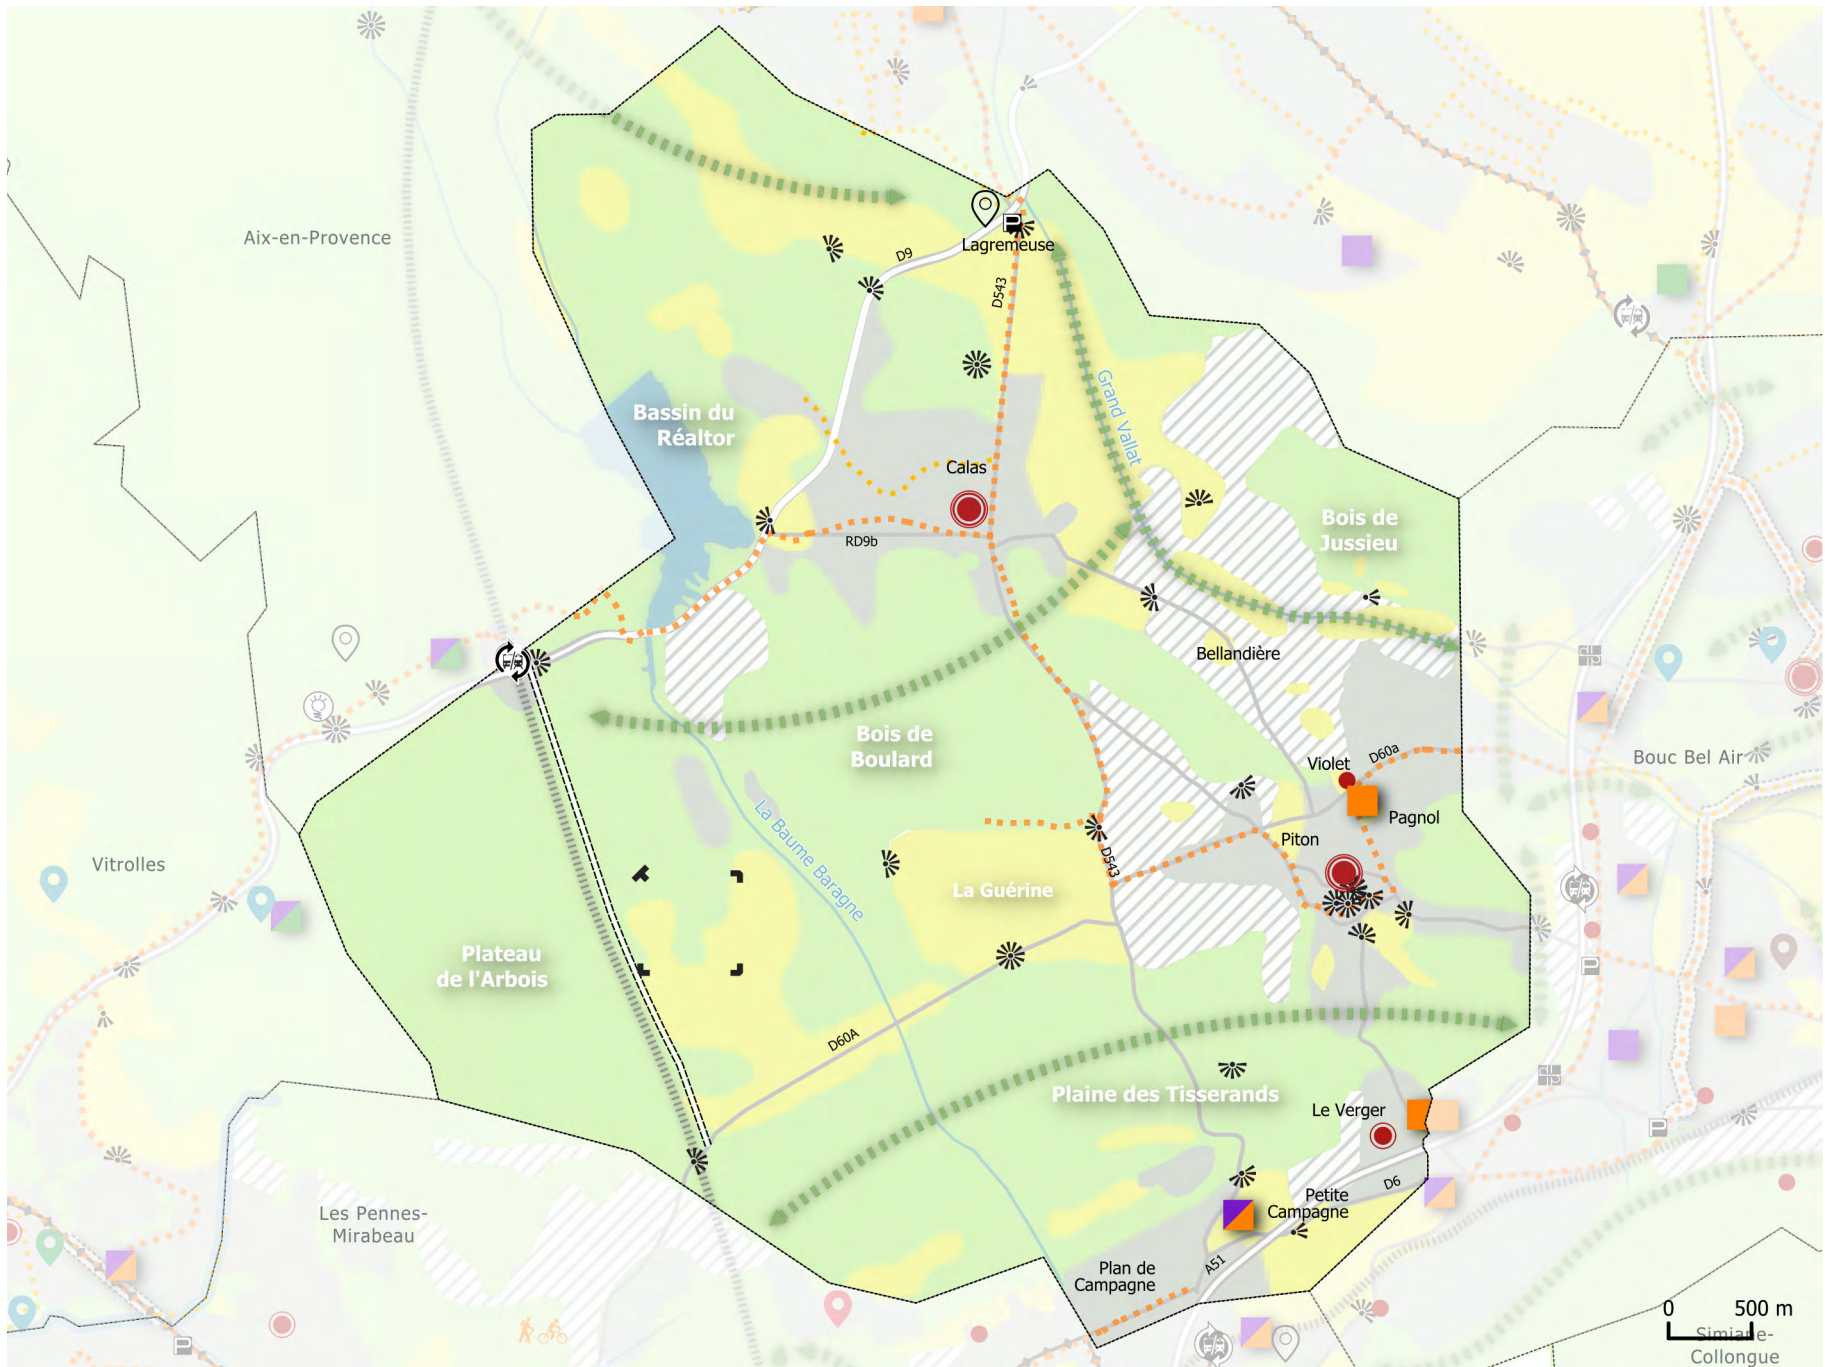 Aix-en-Provence
D9
Lagremeuse
D543
Bassin du
Réaltor
Grand Vallat
Calas
RD9b
Bois de
Jussieu
Bellandière
Bois de
Boulard
D60a
Violet
Bouc Bel Air
Pagnol
Piton
La Baume Baragne
D543
Vitrolles
La Guérine
Plateau
de l'Arbois
D60A
Plaine des Tisserands
Le Verger
D6
Petite
Campagne
Les Pennes-
Mirabeau
A51
Plan de
Campagne
0 500 m
Simiane-
Collongue